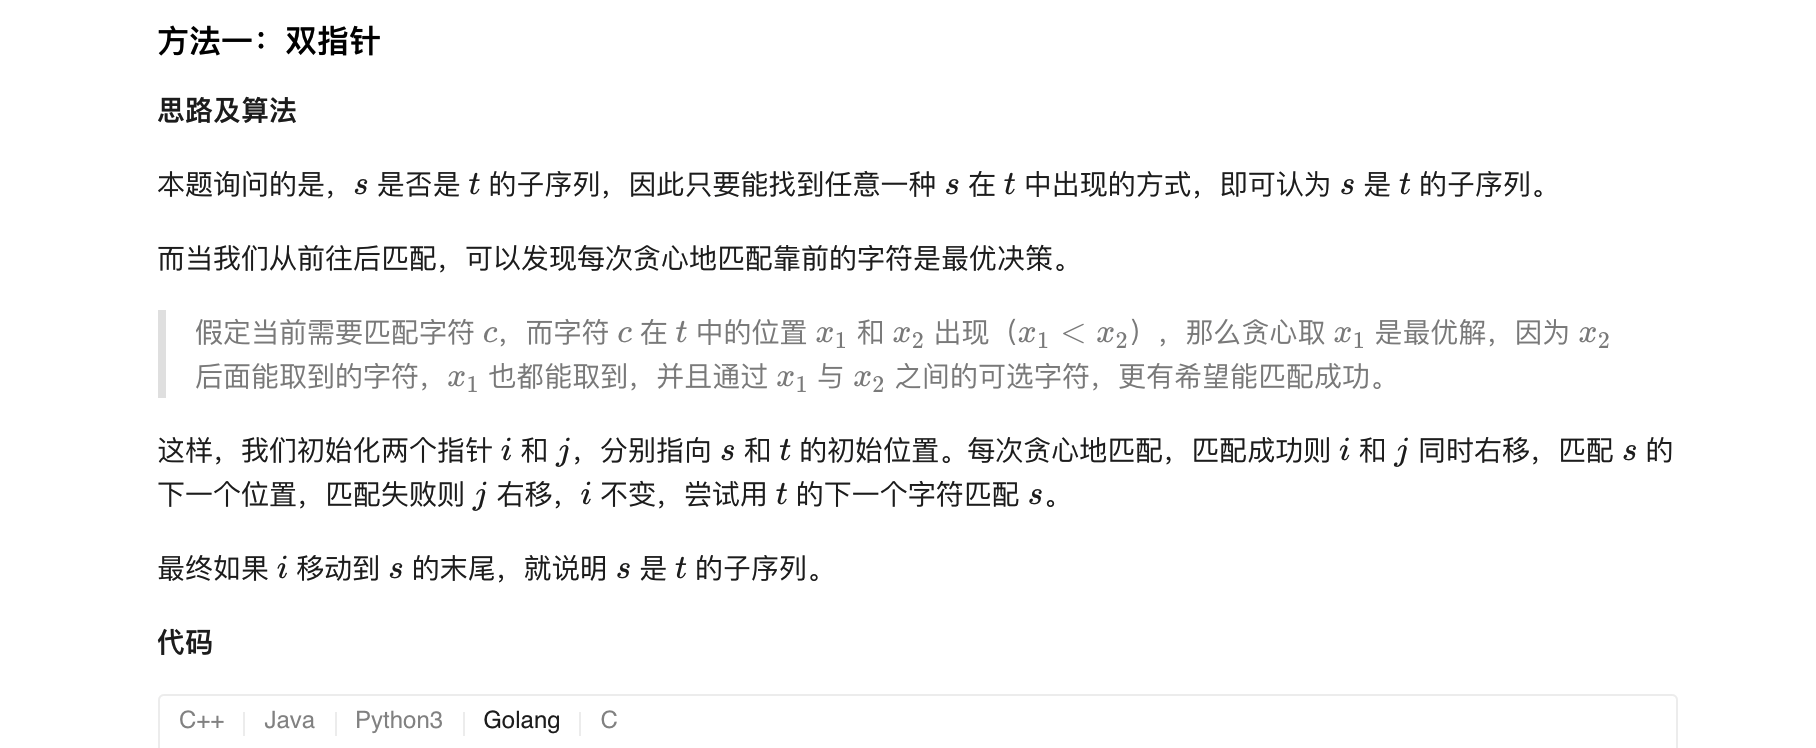 方法一：双指针
思路及算法
本题询问的是，s 是否是 t 的子序列，因此只要能找到任意一种 s 在 t 中出现的方式，即可认为 s 是 t 的子序列。
而当我们从前往后匹配，可以发现每次贪心地匹配靠前的字符是最优决策。
假定当前需要匹配字符 c，而字符 c 在 t 中的位置 x₁ 和 x₂ 出现（x₁ < x₂），那么贪心取 x₁ 是最优解，因为 x₂
后面能取到的字符，x₁ 也都能取到，并且通过 x₁ 与 x₂ 之间的可选字符，更有希望能匹配成功。
这样，我们初始化两个指针 i 和 j，分别指向 s 和 t 的初始位置。每次贪心地匹配，匹配成功则 i 和 j 同时右移，匹配 s 的
下一个位置，匹配失败则 j 右移，i 不变，尝试用 t 的下一个字符匹配 s。
最终如果 i 移动到 s 的末尾，就说明 s 是 t 的子序列。
代码
C++ | Java | Python3 | Golang | C